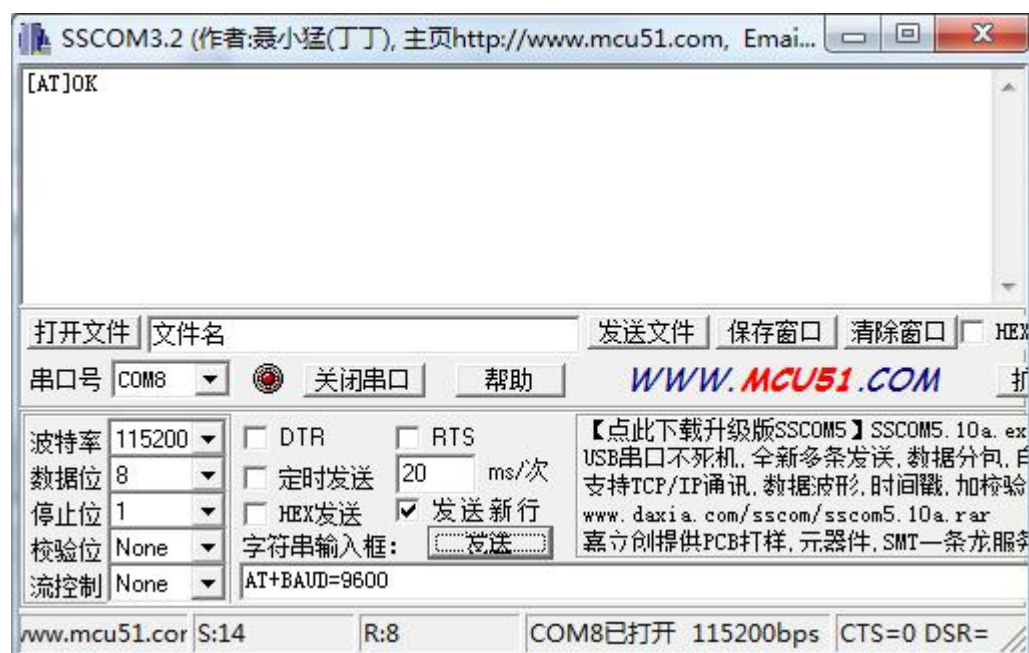 SSCOM3.2 (作者:聂小猛(丁丁), 主页http://www.mcu51.com, Emai...
[AT]OK
打开文件 文件名 发送文件 保存窗口 清除窗口 HEX
串口号 COM8 关闭串口 帮助 WWW.MCU51.COM 扩
波特率 115200 DTR RTS
数据位 8 定时发送 20 ms/次
停止位 1 HEX发送 发送新行
校验位 None 字符串输入框: 发送
流控制 None AT+BAUD=9600
【点此下载升级版SSCOM5】SSCOM5.10a.ex
USB串口不死机,全新多条发送,数据分包,自
支持TCP/IP通讯,数据波形,时间戳,加校验
www.daxia.com/sscom/sscom5.10a.rar
嘉立创提供PCB打样,元器件,SMT一条龙服务
www.mcu51.cor S:14 R:8 COM8已打开 115200bps CTS=0 DSR=